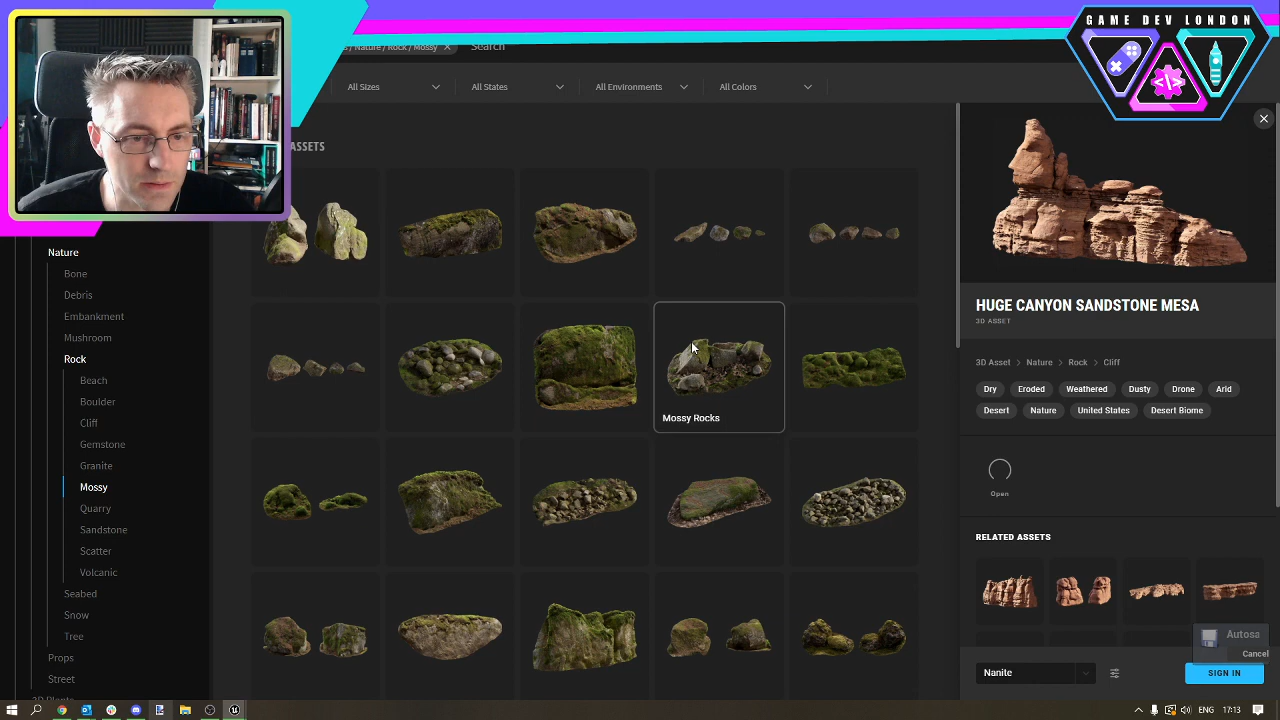 GAME DEV LONDON
/ Nature / Rock / Mossy
Search
All Sizes
All States
All Environments
All Colors
ASSETS
Nature
Bone
Debris
Embankment
Mushroom
Rock
Beach
Boulder
Cliff
Gemstone
Granite
Mossy
Quarry
Sandstone
Scatter
Volcanic
Seabed
Snow
Tree
Props
Street
3D Plants
Mossy Rocks
HUGE CANYON SANDSTONE MESA
3D ASSET
3D Asset > Nature > Rock > Cliff
Dry Eroded Weathered Dusty Drone Arid
Desert Nature United States Desert Biome
Open
RELATED ASSETS
Autosa
Cancel
Nanite
SIGN IN
ENG 17:13